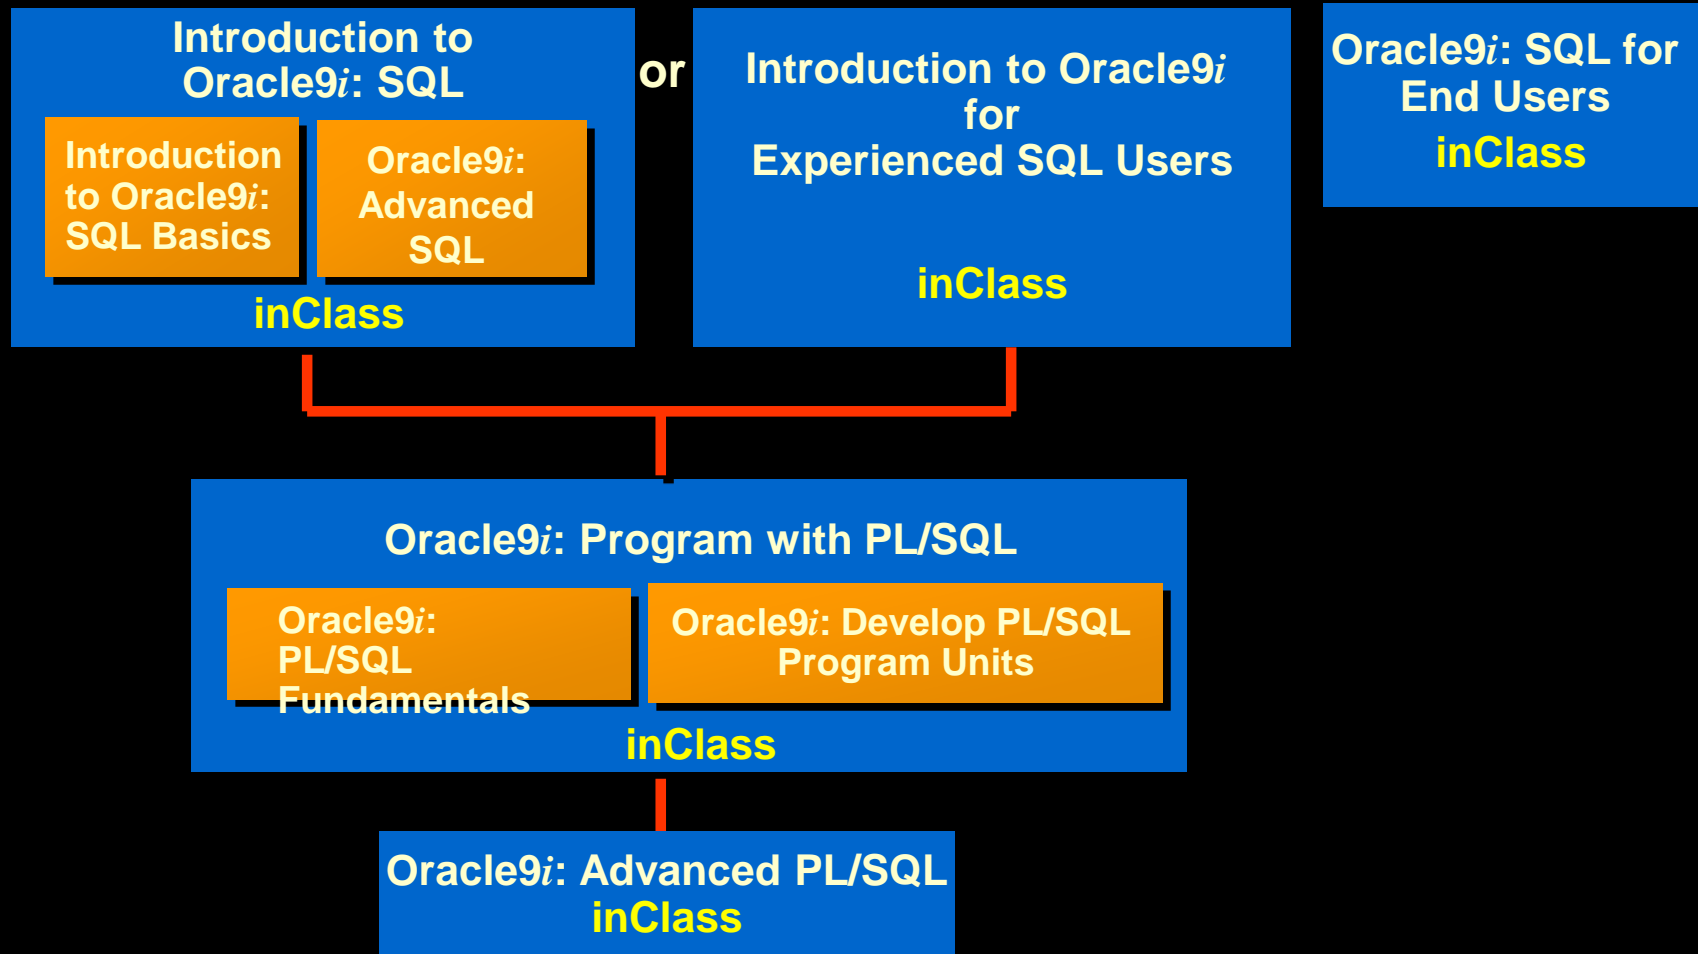 Introduction to
Oracle9i: SQL
Introduction
to Oracle9i:
SQL Basics
Oracle9i:
Advanced
SQL
inClass
or
Introduction to Oracle9i
for
Experienced SQL Users
inClass
Oracle9i: SQL for
End Users
inClass
Oracle9i: Program with PL/SQL
Oracle9i:
PL/SQL
Fundamentals
Oracle9i: Develop PL/SQL
Program Units
inClass
Oracle9i: Advanced PL/SQL
inClass